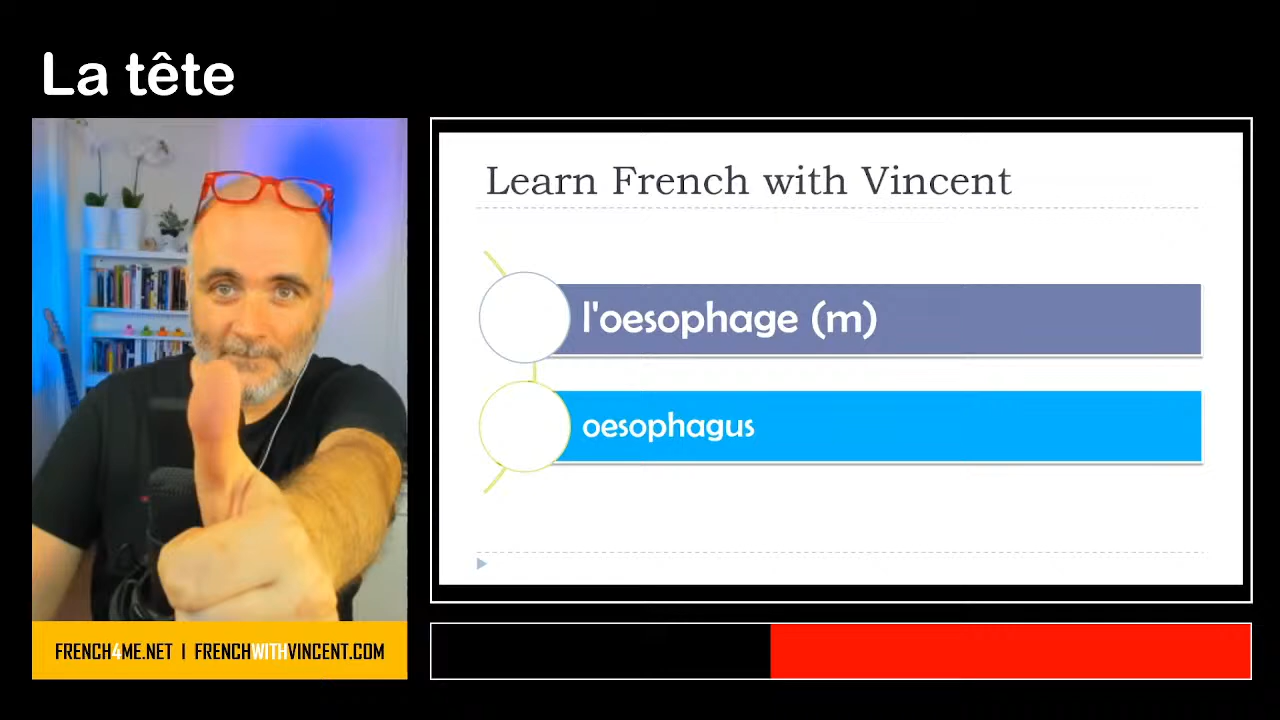 La tête
Learn French with Vincent
l'oesophage (m)
oesophagus
FRENCH4ME.NET | FRENCHWITHVINCENT.COM